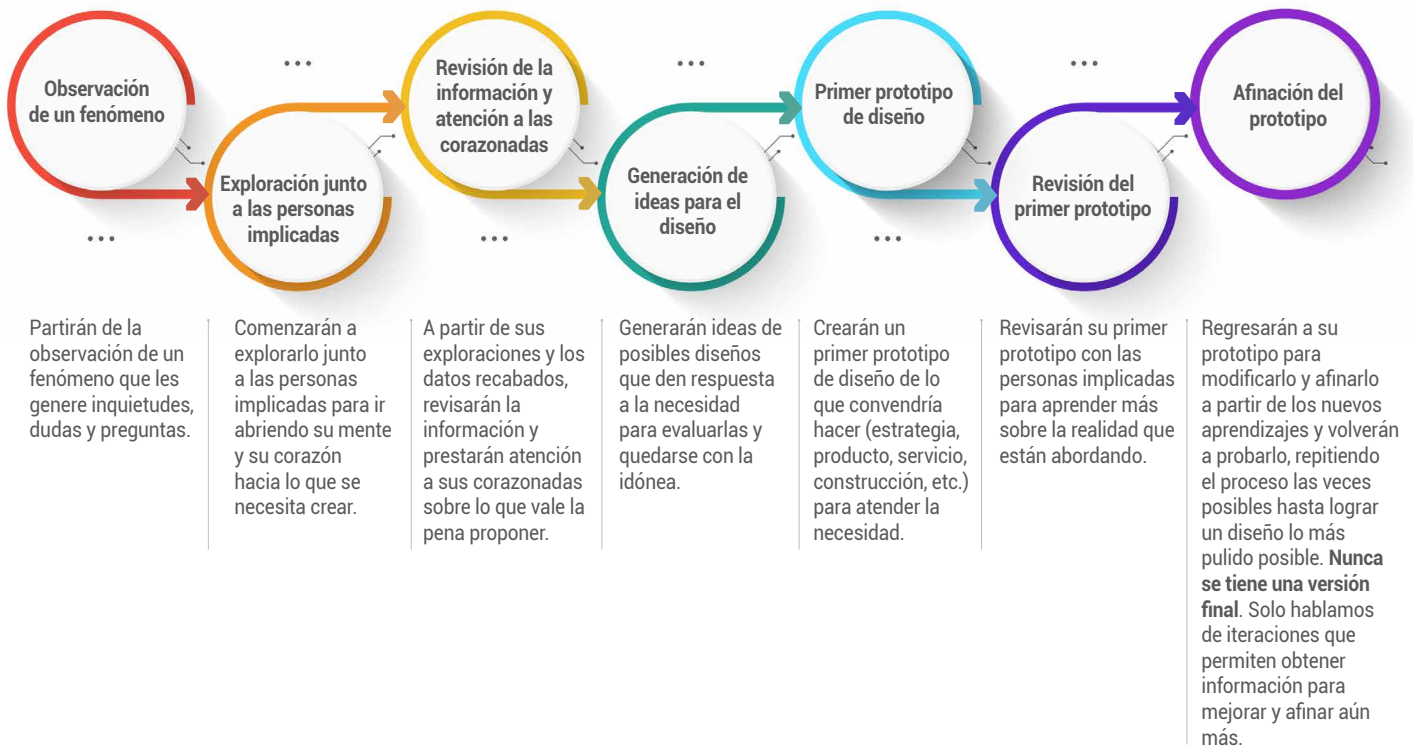 Observación
de un fenómeno
Exploración junto
a las personas
implicadas
Revisión de la
información y
atención a las
corazonadas
Generación de
ideas para el
diseño
Primer prototipo
de diseño
Revisión del
primer prototipo
Afinación del
prototipo
Partirán de la
observación de un
fenómeno que les
genere inquietudes,
dudas y preguntas.
Comenzarán a
explorarlo junto
a las personas
implicadas para ir
abriendo su mente
y su corazón
hacia lo que se
necesita crear.
A partir de sus
exploraciones y los
datos recabados,
revisarán la
información y
prestarán atención
a sus corazonadas
sobre lo que vale la
pena proponer.
Generarán ideas de
posibles diseños
que den respuesta
a la necesidad
para evaluarlas y
quedarse con la
idónea.
Crearán un
primer prototipo
de diseño de lo
que convendría
hacer (estrategia,
producto, servicio,
construcción, etc.)
para atender la
necesidad.
Revisarán su primer
prototipo con las
personas implicadas
para aprender más
sobre la realidad que
están abordando.
Regresarán a su
prototipo para
modificarlo y afinarlo
a partir de los nuevos
aprendizajes y volverán
a probarlo, repitiendo
el proceso las veces
posibles hasta lograr
un diseño lo más
pulido posible. Nunca
se tiene una versión
final. Solo hablamos
de iteraciones que
permiten obtener
información para
mejorar y afinar aún
más.